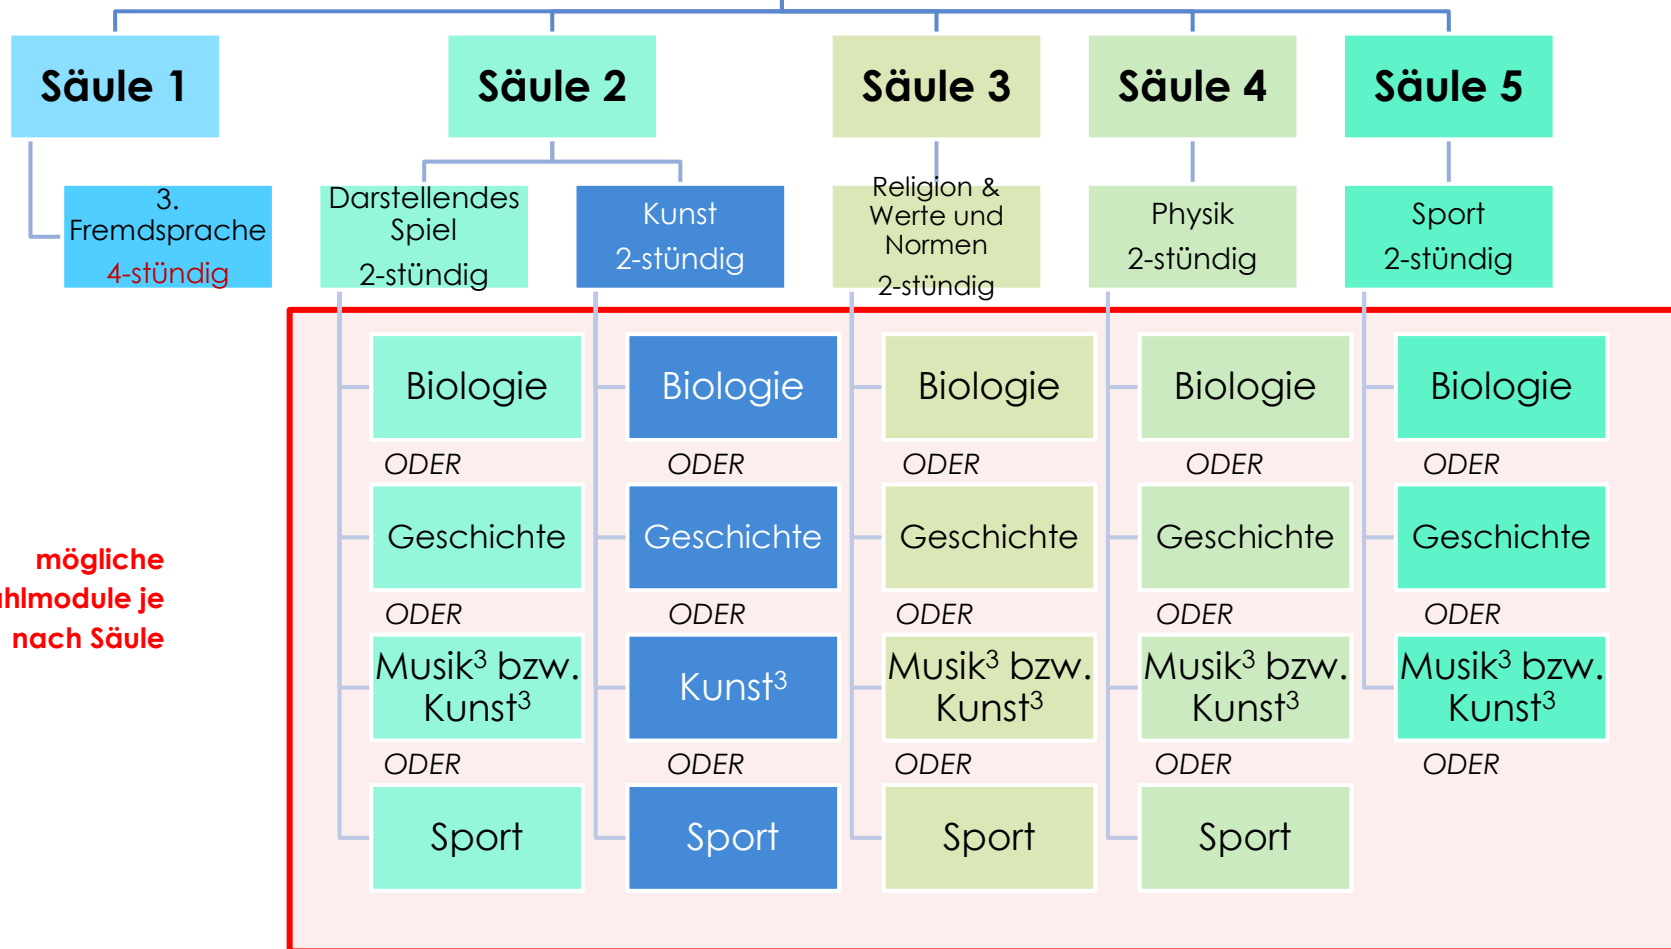 Säule 1
Säule 2
Säule 3
Säule 4
Säule 5
3.
Fremdsprache
4-stündig
Darstellendes
Spiel
2-stündig
Kunst
2-stündig
Religion &
Werte und
Normen
2-stündig
Physik
2-stündig
Sport
2-stündig
Biologie
Biologie
Biologie
Biologie
Biologie
ODER
ODER
ODER
ODER
ODER
Geschichte
Geschichte
Geschichte
Geschichte
Geschichte
mögliche
hlmodule je
nach Säule
ODER
ODER
ODER
ODER
ODER
Musik³ bzw.
Kunst³
Kunst³
Musik³ bzw.
Kunst³
Musik³ bzw.
Kunst³
Musik³ bzw.
Kunst³
ODER
ODER
ODER
ODER
ODER
Sport
Sport
Sport
Sport